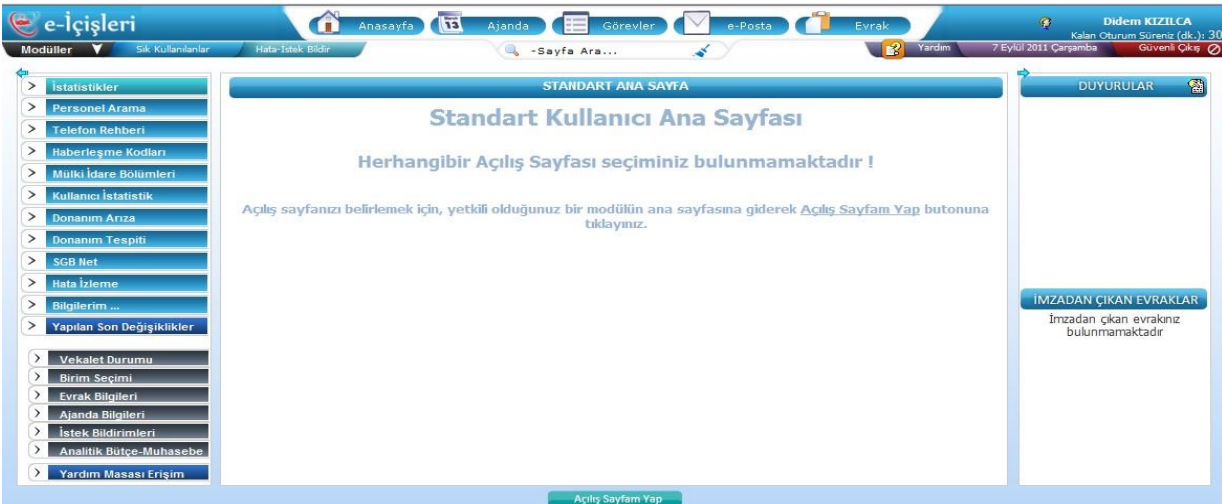 e-İçişleri
Anasayfa
13
Ajanda
Görevler
e-Posta
Evrak
Didem KIZILCA
Kalan Oturum Süreniz (dk.): 30
Modüller
Sık Kullanılanlar
Hata-İstek Bildir
-Sayfa Ara...
Yardım
7 Eylül 2011 Çarşamba
Güvenli Çıkış
İstatistikler
Personel Arama
Telefon Rehberi
Haberleşme Kodları
Mülki İdare Bölümleri
Kullanıcı İstatistik
Donanım Arıza
Donanım Tespiti
SGB Net
Hata İzleme
Bilgilerim ...
Yapılan Son Değişiklikler
Vekalet Durumu
Birim Seçimi
Evrak Bilgileri
Ajanda Bilgileri
İstek Bildirimleri
Analitik Bütçe-Muhasebe
Yardım Masası Erişim
STANDART ANA SAYFA
Standart Kullanıcı Ana Sayfası
Herhangibir Açılış Sayfası seçiminiz bulunmamaktadır !
Açılış sayfanızı belirlemek için, yetkili olduğunuz bir modülün ana sayfasına giderek Açılış Sayfam Yap butonuna
tıklayınız.
DUYURULAR
İMZADAN ÇIKAN EVRAKLAR
İmzadan çıkan evrakınız
bulunmamaktadır
Açılış Sayfam Yap